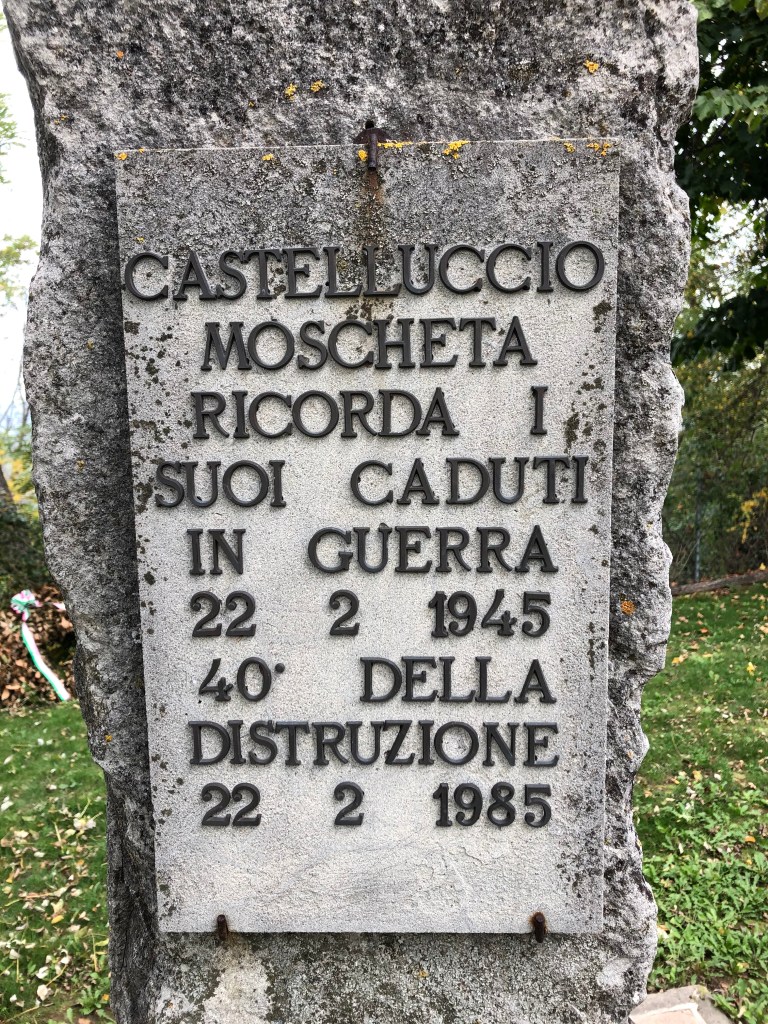 CASTELLUCCIO
MOSCHETA
RICORDA I
SUOI CADUTI
IN GUERRA
22 2 1945
40° DELLA
DISTRUZIONE
22 2 1985